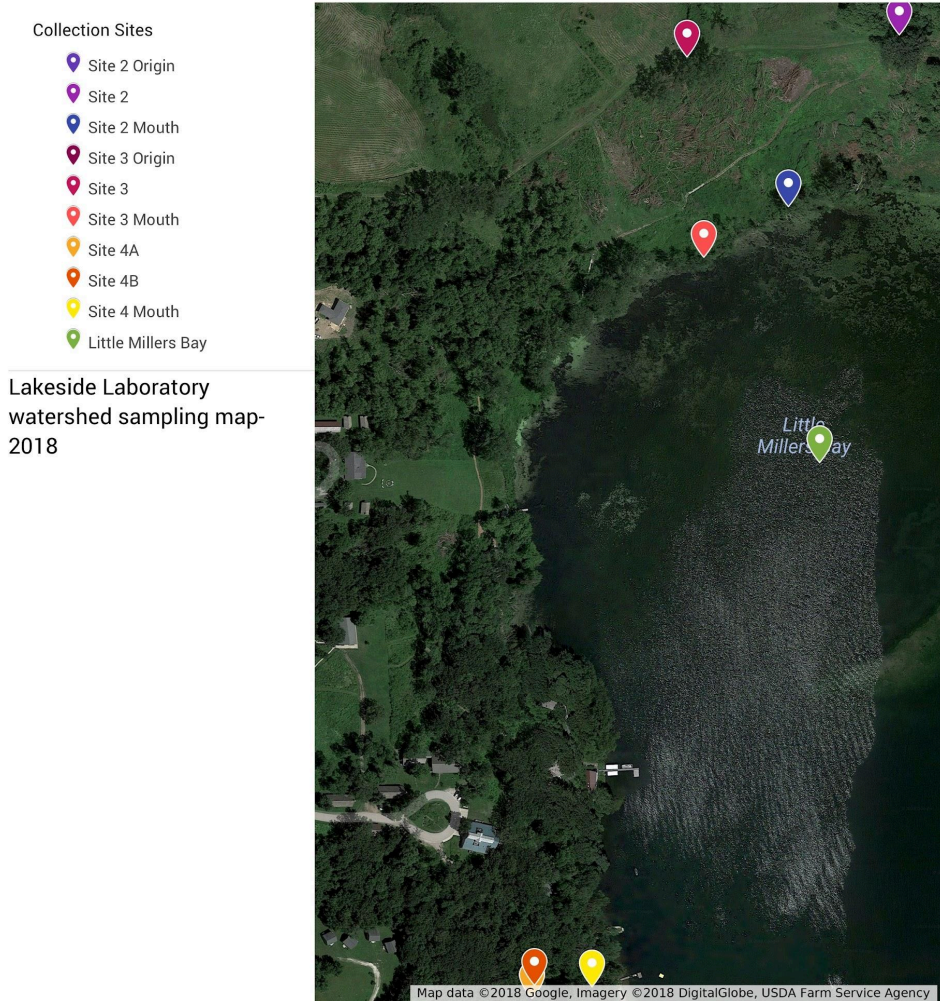 Collection Sites
Site 2 Origin
Site 2
Site 2 Mouth
Site 3 Origin
Site 3
Site 3 Mouth
Site 4A
Site 4B
Site 4 Mouth
Little Millers Bay
Lakeside Laboratory
watershed sampling map-
2018
Little
Millers Bay
Map data ©2018 Google, Imagery ©2018 DigitalGlobe, USDA Farm Service Agency